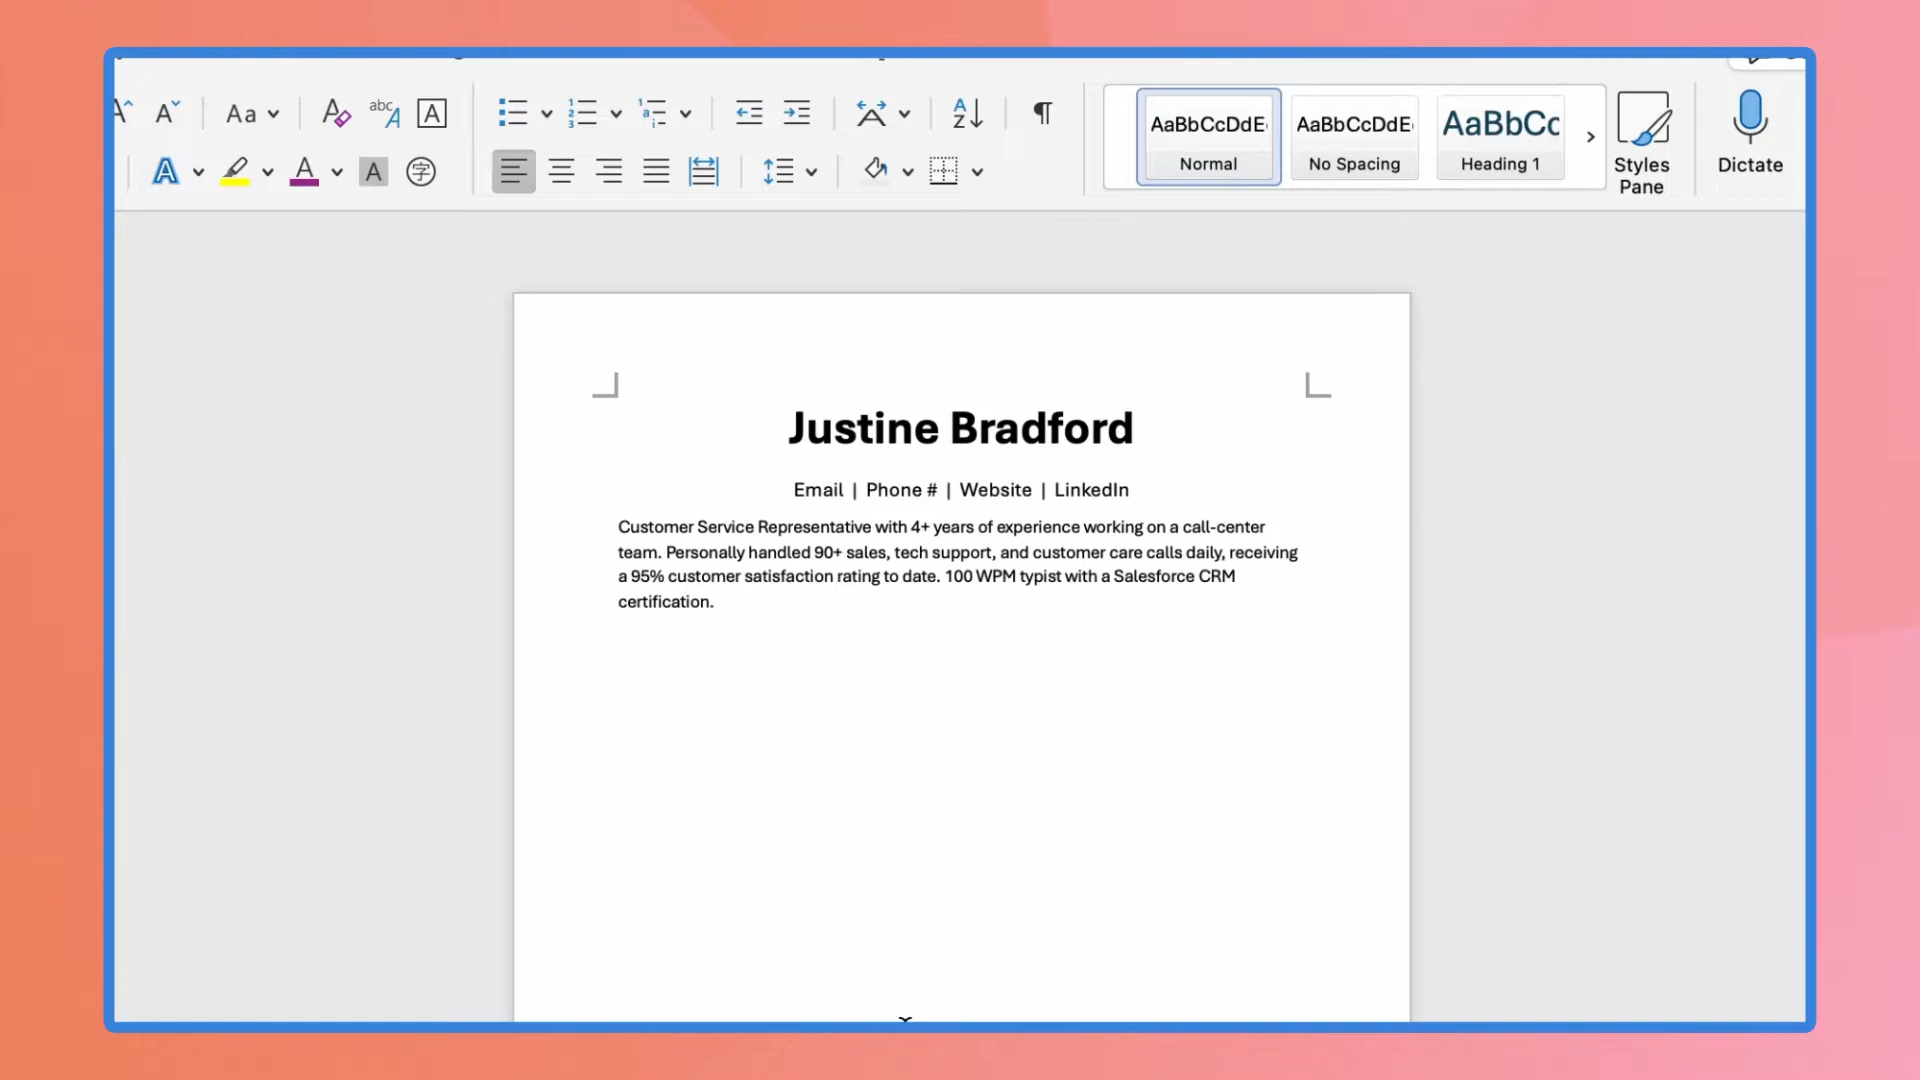 Aa
abc
A
A
Z
¶
AaBbCcDdE
AaBbCcDdE
AaBbCc
Normal
No Spacing
Heading 1
Styles
Pane
Dictate
A
A
A
字
Justine Bradford
Email | Phone # | Website | LinkedIn
Customer Service Representative with 4+ years of experience working on a call-center
team. Personally handled 90+ sales, tech support, and customer care calls daily, receiving
a 95% customer satisfaction rating to date. 100 WPM typist with a Salesforce CRM
certification.